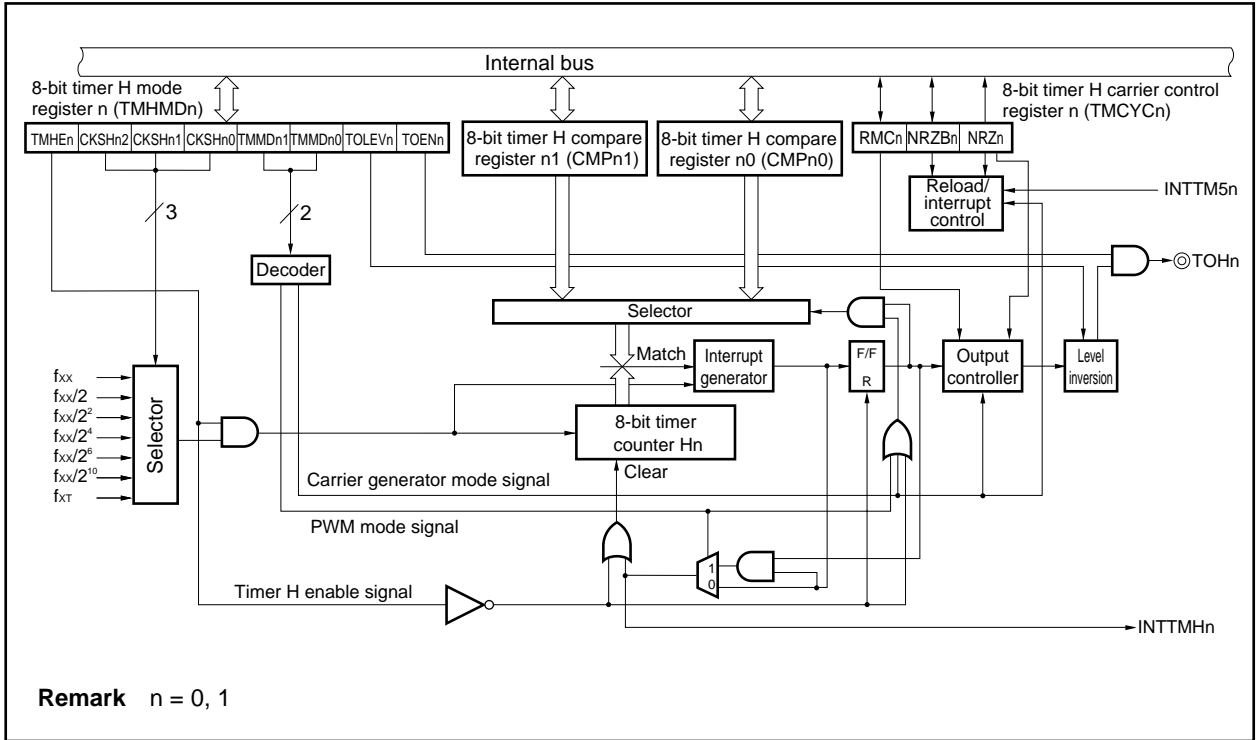 Internal bus
8-bit timer H mode
register n (TMHMDn)
8-bit timer H carrier control
register n (TMCYCn)
TMHEn CKSHn2 CKSHn1 CKSHn0 TMMDn1 TMMDn0 TOLEVn TOENn
8-bit timer H compare
register n1 (CMPn1)
8-bit timer H compare
register n0 (CMPn0)
RMCn NRZBn NRZn
Reload/
interrupt
control
INTTM5n
3
2
Decoder
TOHn
Selector
Match
Interrupt
generator
F/F
R
Output
controller
Level
inversion
fXX
fXX/2
fXX/2²
fXX/2⁴
fXX/2⁶
fXX/2¹⁰
fXT
Selector
8-bit timer
counter Hn
Clear
Carrier generator mode signal
PWM mode signal
1
0
Timer H enable signal
INTTMHn
Remark n = 0, 1